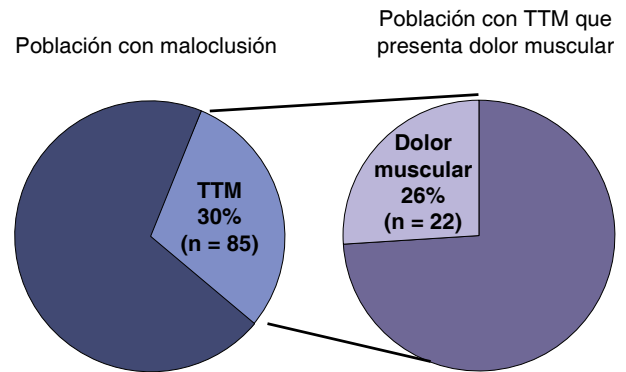 Población con maloclusión
Población con TTM que
presenta dolor muscular
TTM
30%
(n = 85)
Dolor
muscular
26%
(n = 22)